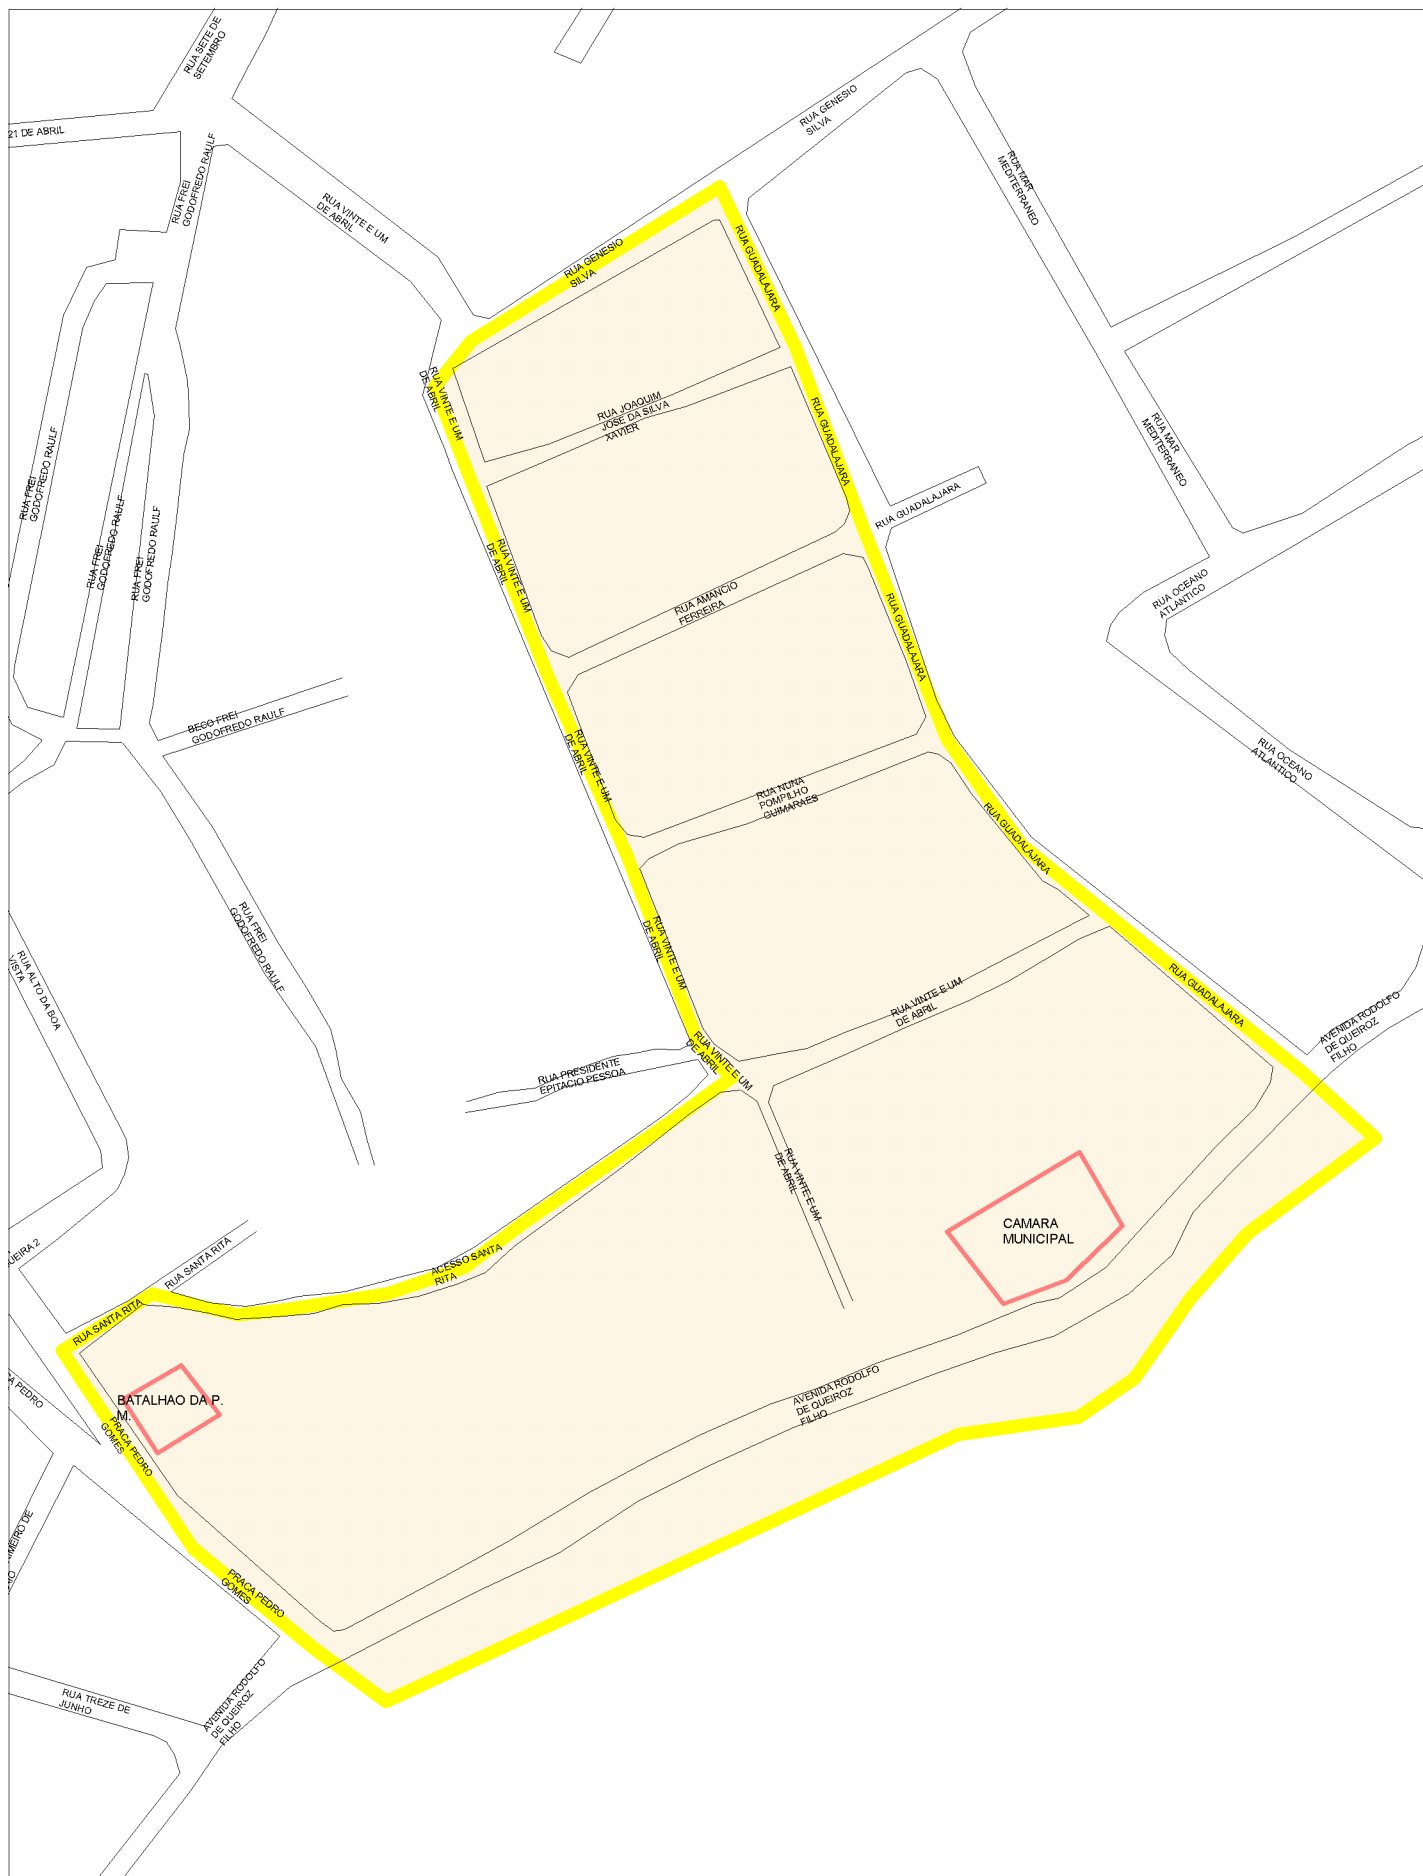 RUA SETE DE
SETEMBRO
21 DE ABRIL
RUA FREI
GODOFREDO RAULF
RUA VINTE E UM
DE ABRIL
RUA GENESIO
SILVA
RUA GENESIO
SILVA
RUA MAR
MEDITERRANEO
RUA GUADALAJARA
RUA VINTE E UM
DE ABRIL
RUA JOAQUIM
JOSE DA SILVA
XAVIER
RUA GUADALAJARA
RUA MAR
MEDITERRANEO
RUA FREI
GODOFREDO RAULF
RUA FREI
GODOFREDO RAULF
RUA FREI
GODOFREDO RAULF
RUA GUADALAJARA
RUA VINTE E UM
DE ABRIL
RUA AMANCIO
FERREIRA
RUA GUADALAJARA
RUA OCEANO
ATLANTICO
BECO FREI
GODOFREDO RAULF
RUA VINTE E UM
DE ABRIL
RUA NUNA
POMPILHO
GUIMARAES
RUA OCEANO
ATLANTICO
RUA GUADALAJARA
RUA FREI
GODOFREDO RAULF
RUA ALTO DA BOA
VISTA
RUA VINTE E UM
DE ABRIL
RUA VINTE E UM
DE ABRIL
RUA GUADALAJARA
AVENIDA RODOLFO
DE QUEIROZ
FILHO
RUA PRESIDENTE
EPITACIO PESSOA
RUA VINTE E UM
DE ABRIL
RUA VINTE E UM
DE ABRIL
CAMARA
MUNICIPAL
UEIRA 2
RUA SANTA RITA
ACESSO SANTA
RITA
RUA SANTA RITA
BATALHAO DA P.
M.
PEDRO
PRACA PEDRO
GOMES
AVENIDA RODOLFO
DE QUEIROZ
FILHO
IMEIRO DE
PRACA PEDRO
GOMES
RUA TREZE DE
JUNHO
AVENIDA RODOLFO
DE QUEIROZ
FILHO